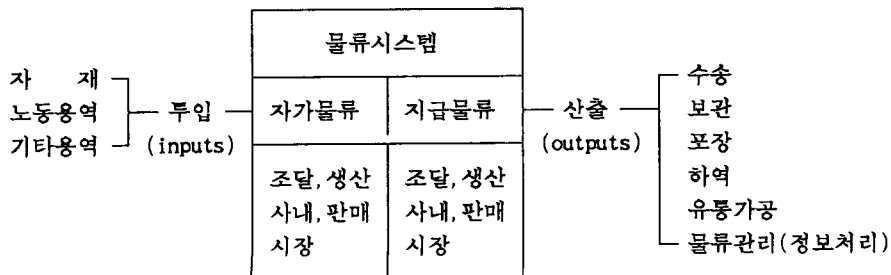 물류시스템
자 재
노동용역
기타용역
투입
(inputs)
자가물류
지급물류
조달, 생산
사내, 판매
시장
조달, 생산
사내, 판매
시장
산출
(outputs)
수송
보관
포장
하역
유통가공
물류관리(정보처리)